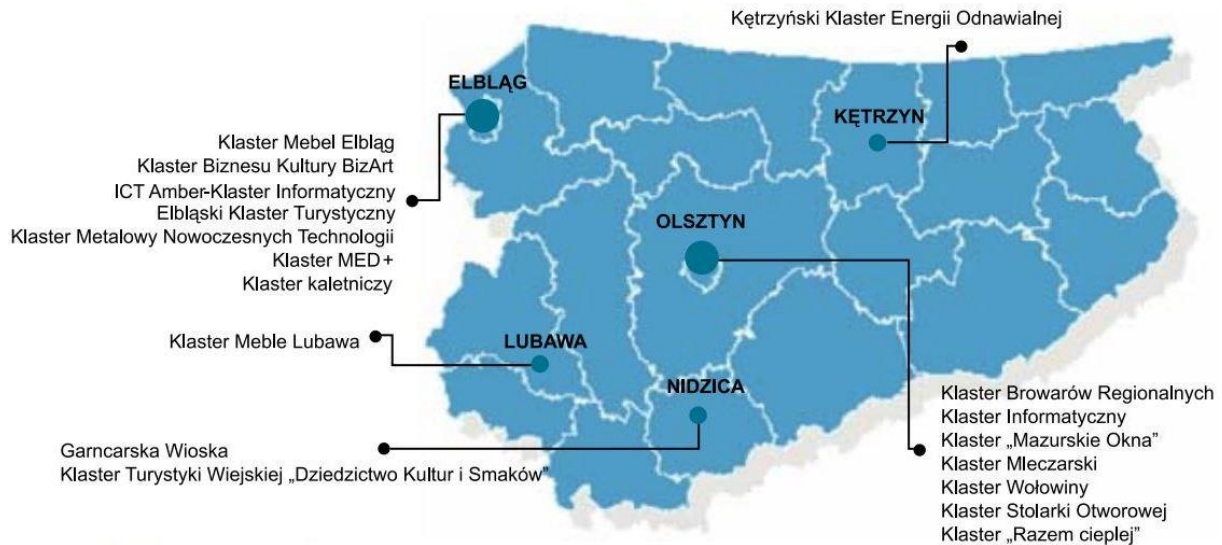 Kętrzyński Klaster Energii Odnawialnej
ELBLĄG
KĘTRZYN
Klaster Mebel Elbląg
Klaster Biznesu Kultury BizArt
ICT Amber-Klaster Informatyczny
Elbląski Klaster Turystyczny
Klaster Metalowy Nowoczesnych Technologii
Klaster MED+
Klaster kaletniczy
OLSZTYN
Klaster Meble Lubawa
LUBAWA
NIDZICA
Garncarska Wioska
Klaster Turystyki Wiejskiej „Dziedzictwo Kultur i Smaków”
Klaster Browarów Regionalnych
Klaster Informatyczny
Klaster „Mazurskie Okna”
Klaster Mleczarski
Klaster Wołowiny
Klaster Stolarki Otworowej
Klaster „Razem cieplej”